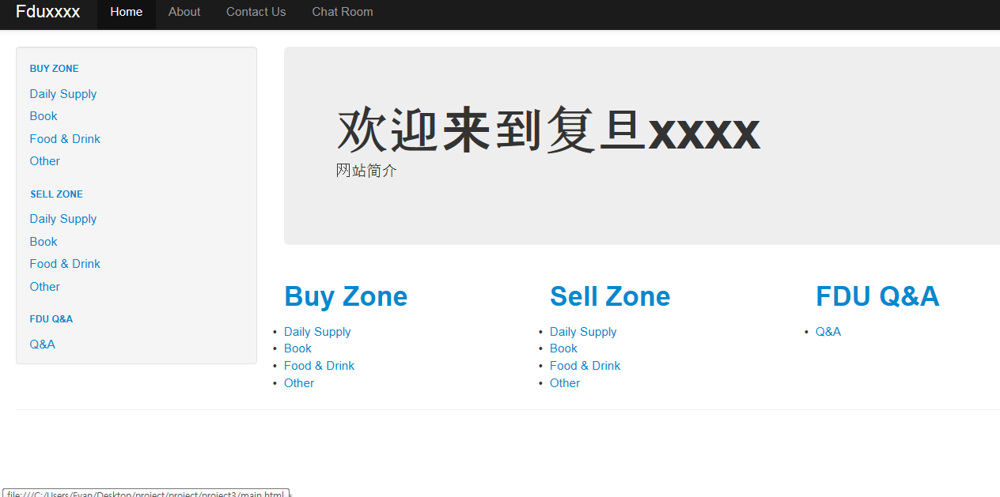 Fduxxxx Home About Contact Us Chat Room
BUY ZONE
Daily Supply
Book
Food & Drink
Other
SELL ZONE
Daily Supply
Book
Food & Drink
Other
FDU Q&A
Q&A
欢迎来到复旦xxxx
网站简介
Buy Zone
Daily Supply
Book
Food & Drink
Other
Sell Zone
Daily Supply
Book
Food & Drink
Other
FDU Q&A
Q&A
file:///C:/Users/Evan/Desktop/project/project/project3/main.html